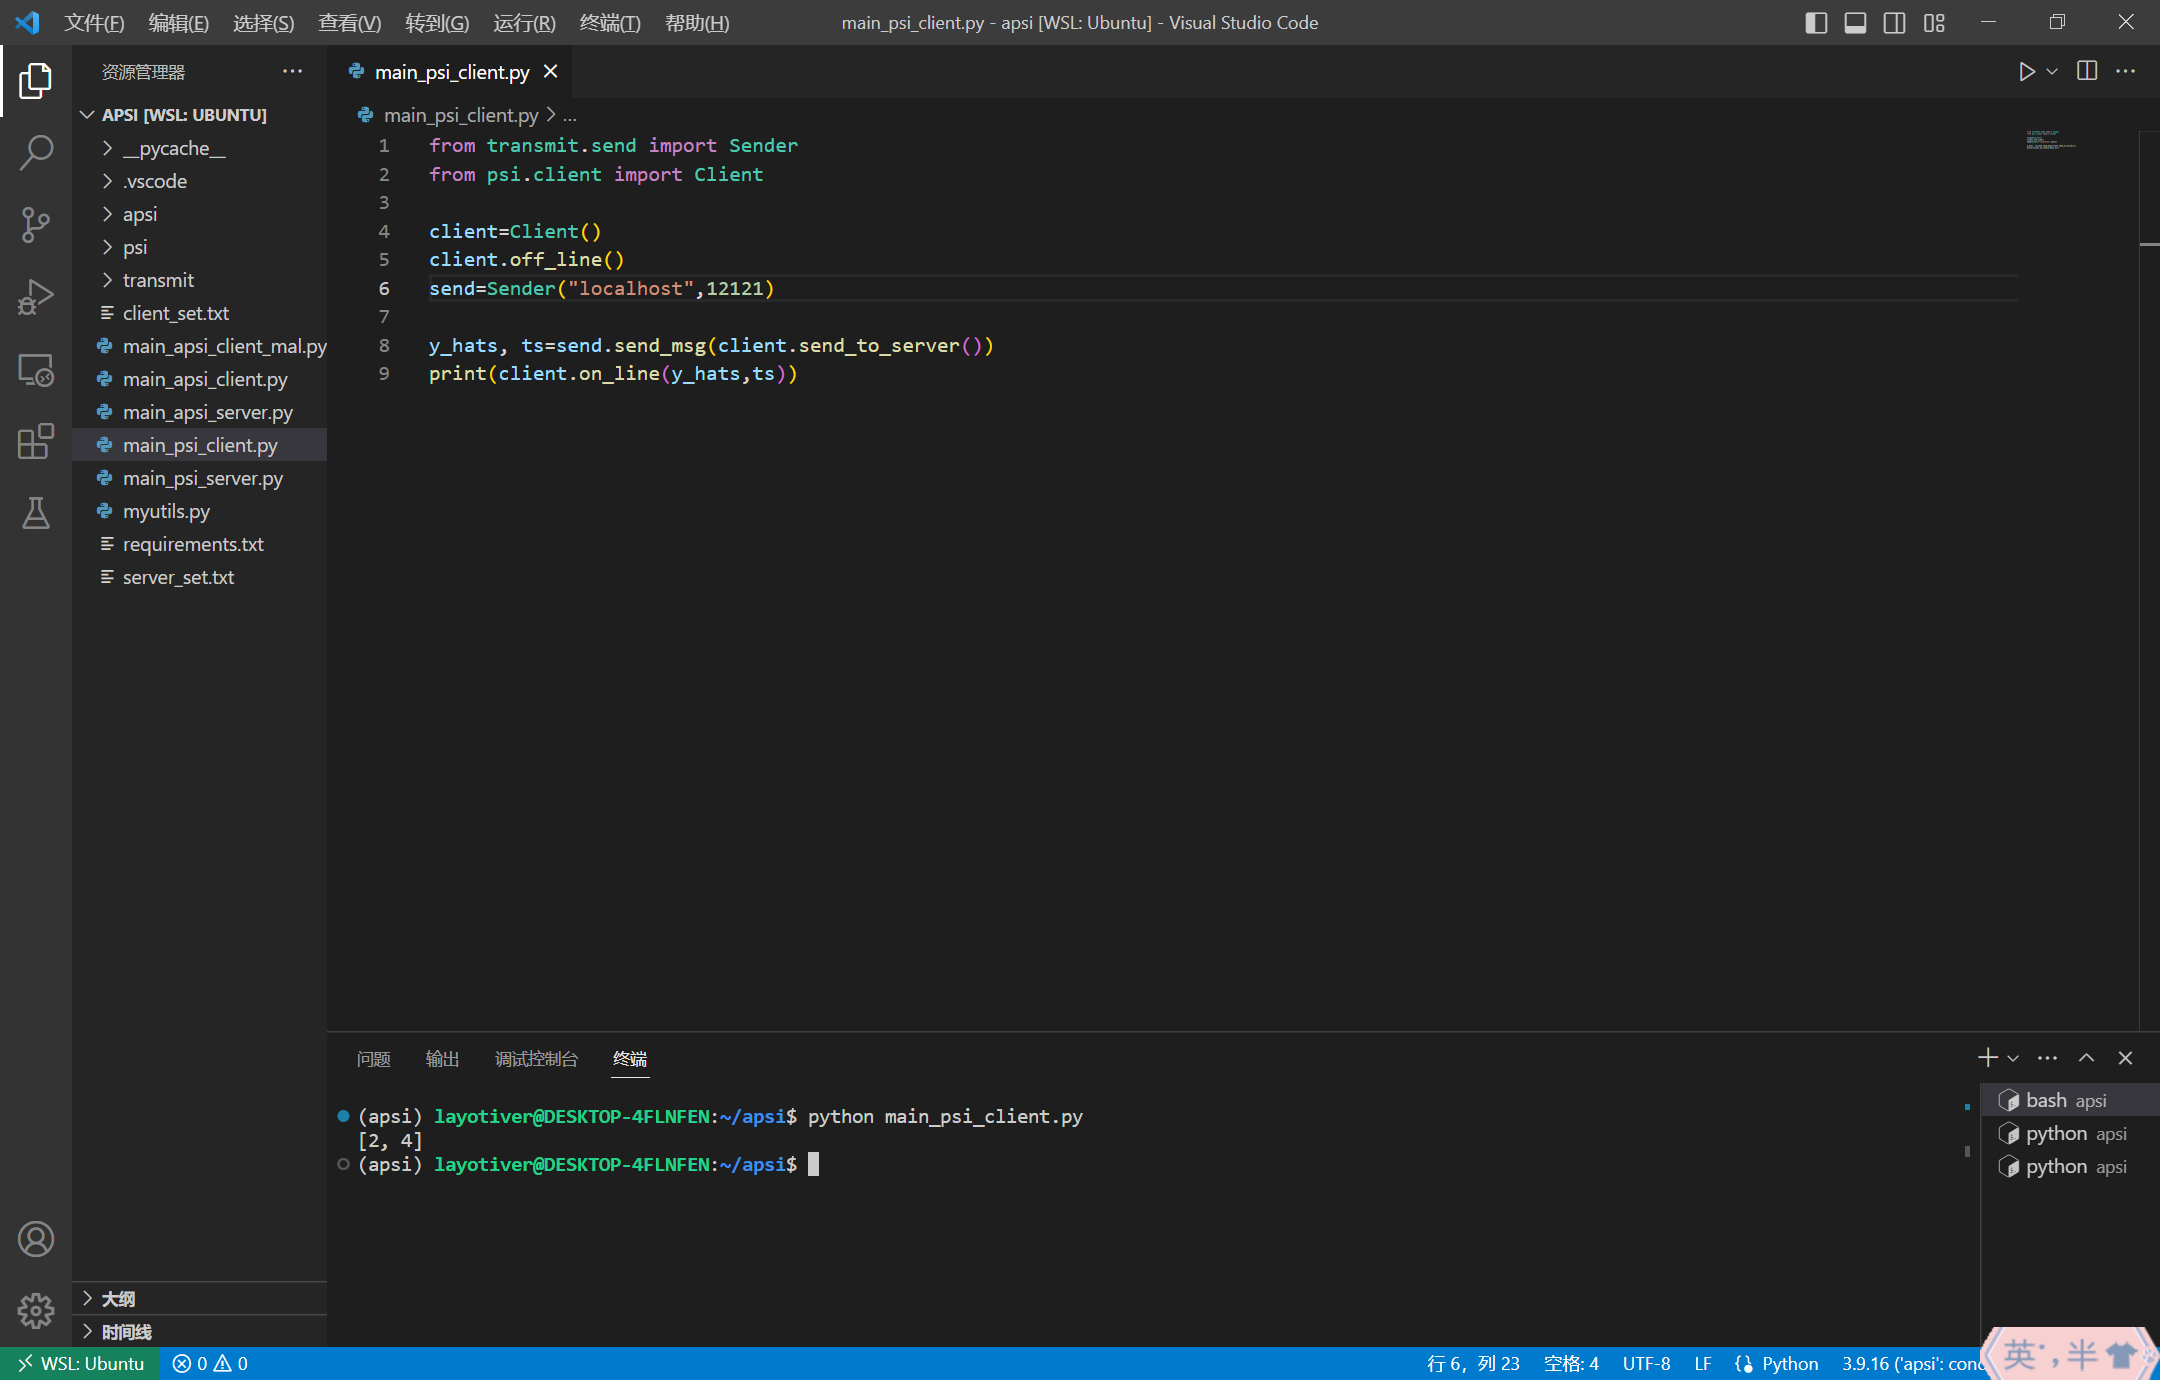 文件(F) 编辑(E) 选择(S) 查看(V) 转到(G) 运行(R) 终端(T) 帮助(H) main_psi_client.py - apsi [WSL: Ubuntu] - Visual Studio Code
资源管理器 ···
APSI [WSL: UBUNTU]
__pycache__
.vscode
apsi
psi
transmit
client_set.txt
main_apsi_client_mal.py
main_apsi_client.py
main_apsi_server.py
main_psi_client.py
main_psi_server.py
myutils.py
requirements.txt
server_set.txt
大纲
时间线
main_psi_client.py
main_psi_client.py > ...
1 from transmit.send import Sender
2 from psi.client import Client
3
4 client=Client()
5 client.off_line()
6 send=Sender("localhost",12121)
7
8 y_hats, ts=send.send_msg(client.send_to_server())
9 print(client.on_line(y_hats,ts))
问题 输出 调试控制台 终端
(apsi) layotiver@DESKTOP-4FLNFEN:~/apsi$ python main_psi_client.py
[2, 4]
(apsi) layotiver@DESKTOP-4FLNFEN:~/apsi$
bash apsi
python apsi
python apsi
WSL: Ubuntu 0 0 行 6, 列 23 空格: 4 UTF-8 LF Python 3.9.16 ('apsi': conc
英 ·, 半